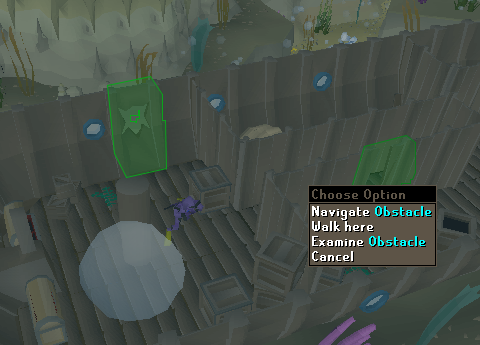 Choose Option
Navigate Obstacle
Walk here
Examine Obstacle
Cancel